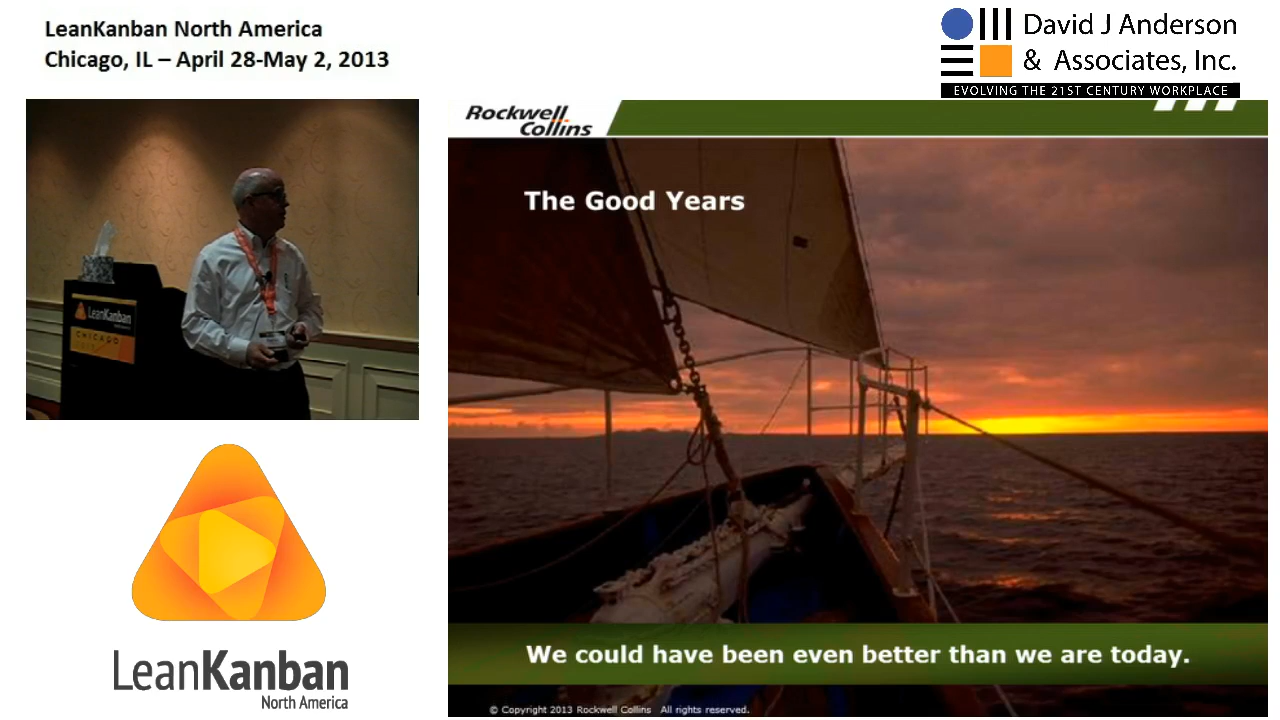 LeanKanban North America
Chicago, IL – April 28-May 2, 2013
David J Anderson
& Associates, Inc.
EVOLVING THE 21ST CENTURY WORKPLACE
Rockwell
Collins
The Good Years
LeanKanban
CHICAGO
LeanKanban
North America
We could have been even better than we are today.
© Copyright 2013 Rockwell Collins All rights reserved.